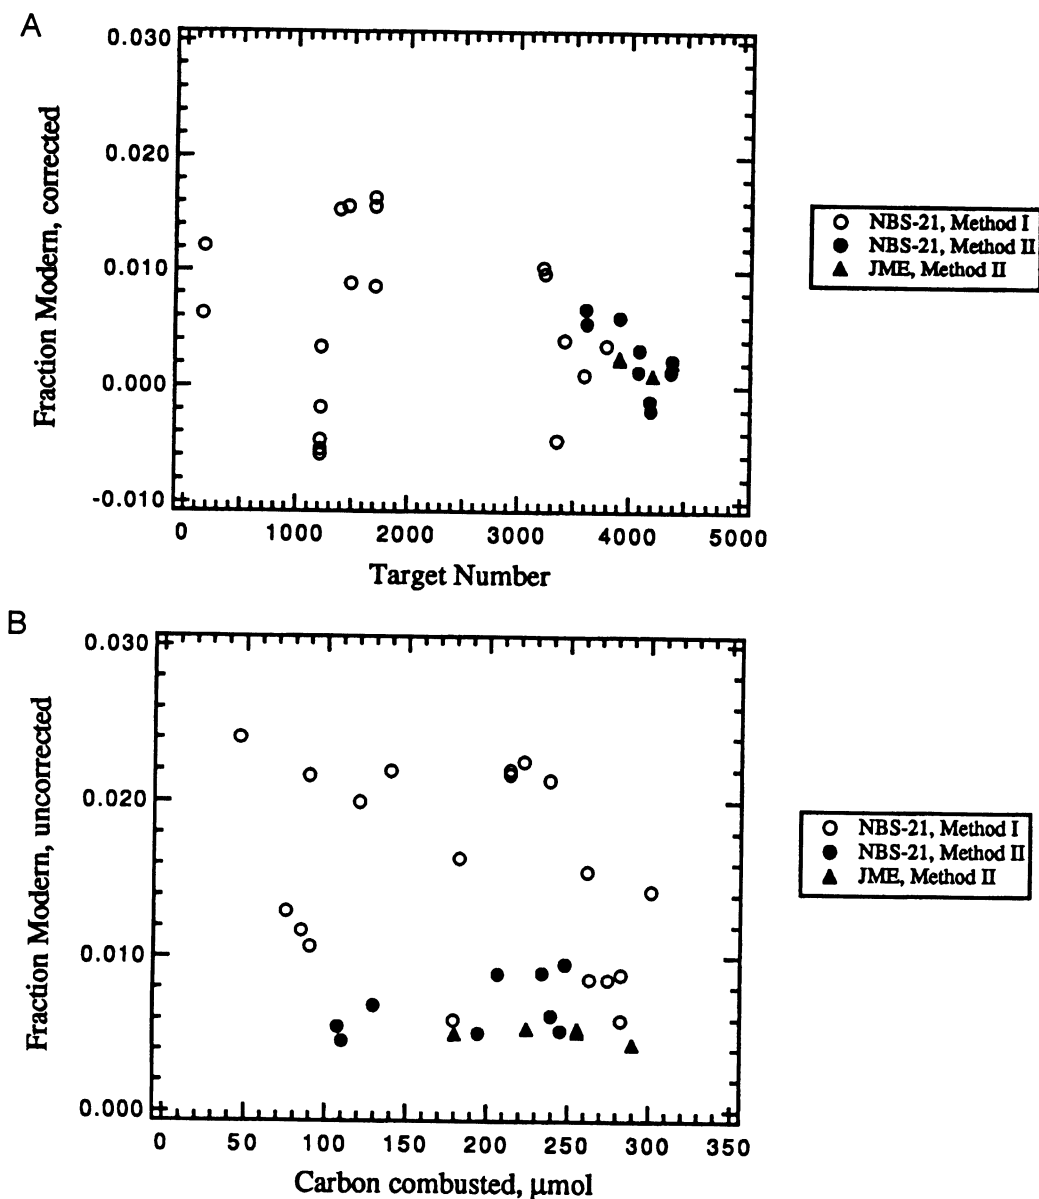 A
0.030
0.020
0.010
0.000
-0.010
Fraction Modern, corrected
0 1000 2000 3000 4000 5000
Target Number
NBS-21, Method I
NBS-21, Method II
JME, Method II
B
0.030
0.020
0.010
0.000
Fraction Modern, uncorrected
0 50 100 150 200 250 300 350
Carbon combusted, μmol
NBS-21, Method I
NBS-21, Method II
JME, Method II